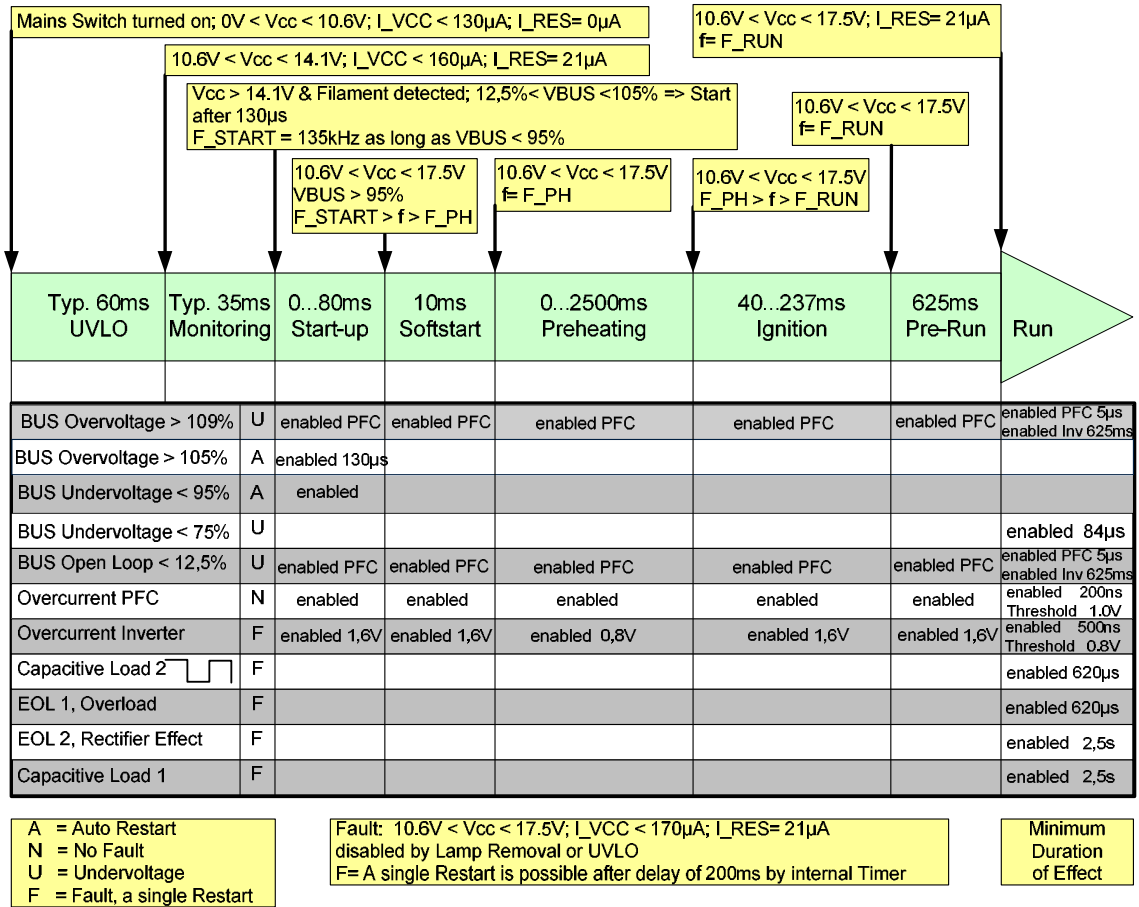 Mains Switch turned on; 0V < Vcc < 10.6V; I_VCC < 130µA; I_RES= 0µA
10.6V < Vcc < 17.5V; I_RES= 21µA
f= F_RUN
10.6V < Vcc < 14.1V; I_VCC < 160µA; I_RES= 21µA
Vcc > 14.1V & Filament detected; 12,5%< VBUS <105% => Start
after 130µs
F_START = 135kHz as long as VBUS < 95%
10.6V < Vcc < 17.5V
f= F_RUN
10.6V < Vcc < 17.5V
VBUS > 95%
F_START > f > F_PH
10.6V < Vcc < 17.5V
f= F_PH
10.6V < Vcc < 17.5V
F_PH > f > F_RUN
Typ. 60ms
UVLO
Typ. 35ms
Monitoring
0...80ms
Start-up
10ms
Softstart
0...2500ms
Preheating
40...237ms
Ignition
625ms
Pre-Run
Run
BUS Overvoltage > 109% U enabled PFC enabled PFC enabled PFC enabled PFC enabled PFC enabled PFC 5µs
enabled Inv 625ms
BUS Overvoltage > 105% A enabled 130µs
BUS Undervoltage < 95% A enabled
BUS Undervoltage < 75% U enabled 84µs
BUS Open Loop < 12,5% U enabled PFC enabled PFC enabled PFC enabled PFC enabled PFC enabled PFC 5µs
enabled Inv 625ms
Overcurrent PFC N enabled enabled enabled enabled enabled enabled 200ns
Threshold 1.0V
Overcurrent Inverter F enabled 1,6V enabled 1,6V enabled 0,8V enabled 1,6V enabled 1,6V enabled 500ns
Threshold 0.8V
Capacitive Load 2 F enabled 620µs
EOL 1, Overload F enabled 620µs
EOL 2, Rectifier Effect F enabled 2,5s
Capacitive Load 1 F enabled 2,5s
A = Auto Restart
N = No Fault
U = Undervoltage
F = Fault, a single Restart
Fault: 10.6V < Vcc < 17.5V; I_VCC < 170µA; I_RES= 21µA
disabled by Lamp Removal or UVLO
F= A single Restart is possible after delay of 200ms by internal Timer
Minimum
Duration
of Effect